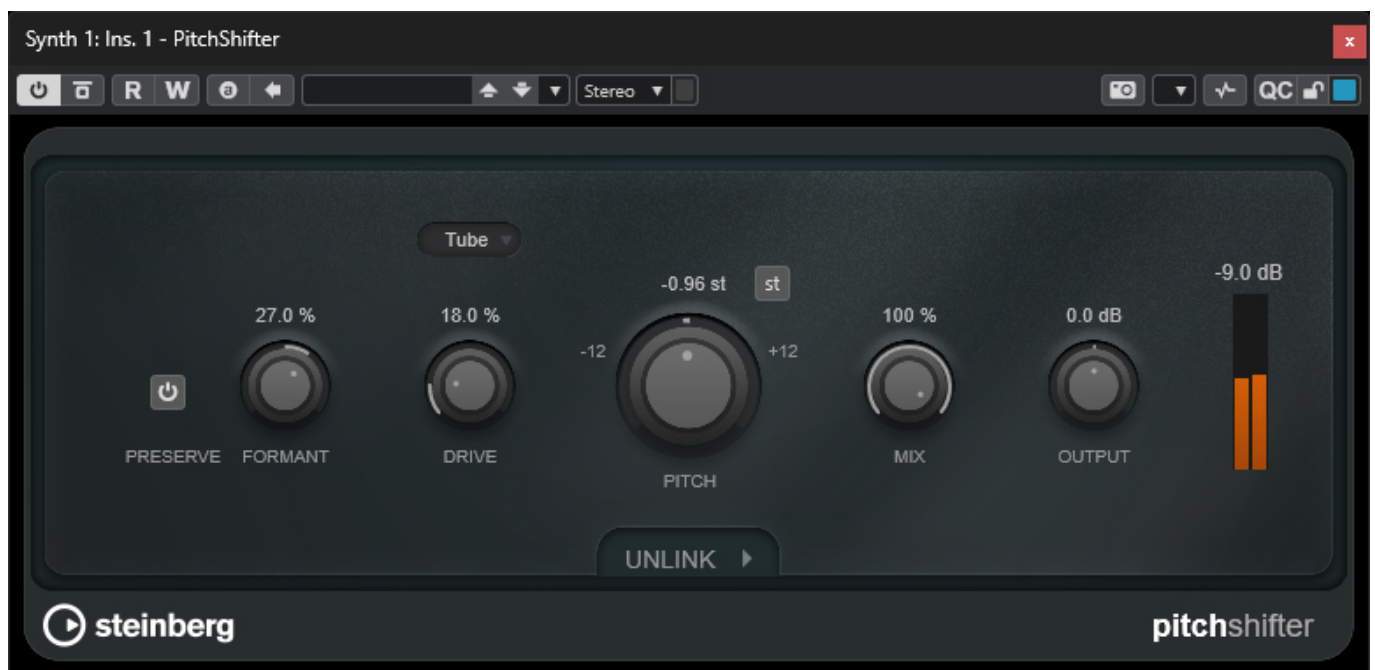 Synth 1: Ins. 1 - PitchShifter
x
R W a Stereo QC
Tube
-0.96 st st
-9.0 dB
27.0 % 18.0 % 100 % 0.0 dB
-12 +12
PRESERVE FORMANT DRIVE MIX OUTPUT
PITCH
UNLINK
steinberg pitchshifter